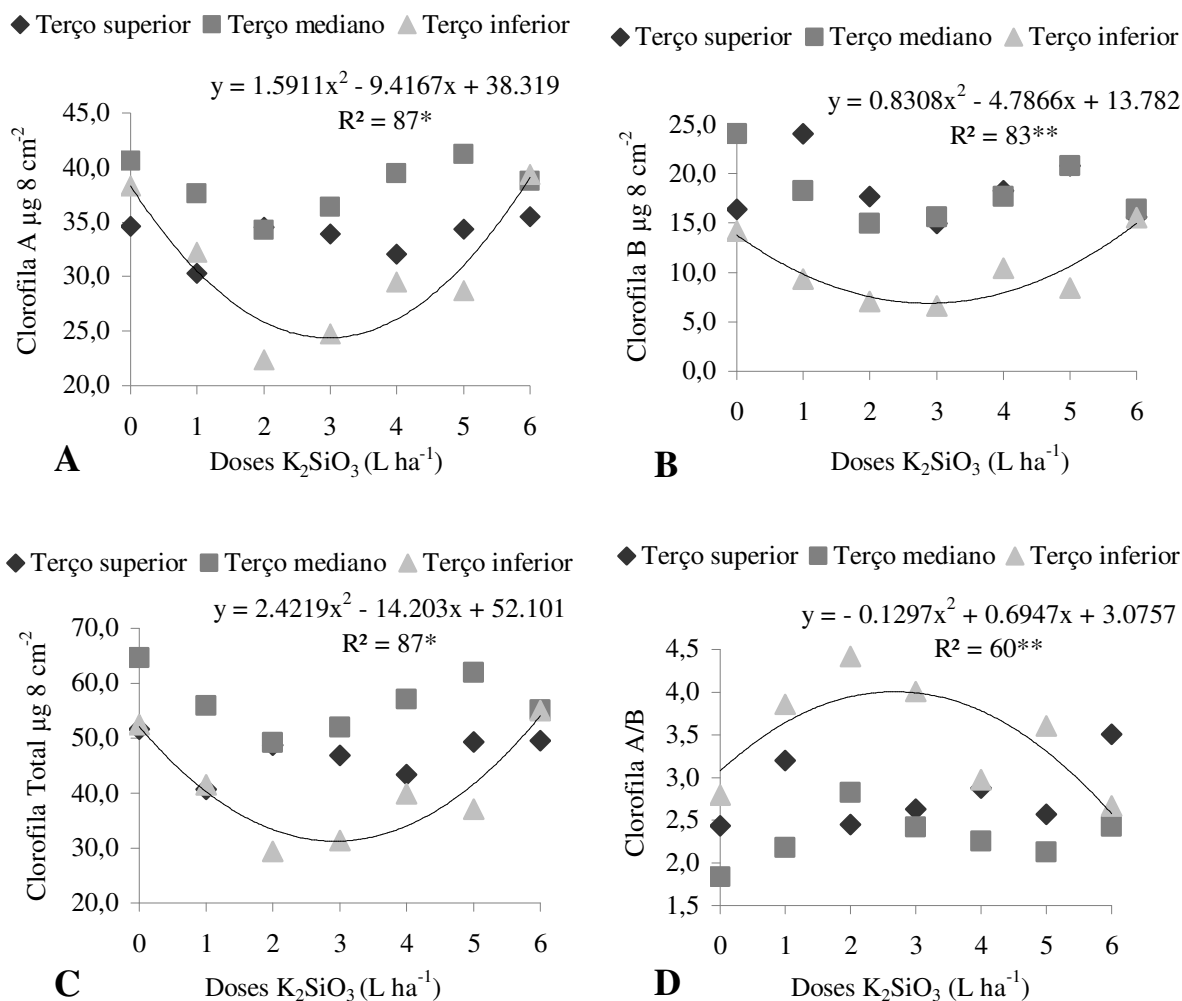 Terço superior Terço mediano Terço inferior
y = 1.5911x² - 9.4167x + 38.319
R² = 87*
Clorofila A µg 8 cm⁻²
45,0
40,0
35,0
30,0
25,0
20,0
0 1 2 3 4 5 6
Doses K₂SiO₃ (L ha⁻¹)
A
Terço superior Terço mediano Terço inferior
y = 0.8308x² - 4.7866x + 13.782
R² = 83**
Clorofila B µg 8 cm⁻²
25,0
20,0
15,0
10,0
5,0
0,0
0 1 2 3 4 5 6
Doses K₂SiO₃ (L ha⁻¹)
B
Terço superior Terço mediano Terço inferior
y = 2.4219x² - 14.203x + 52.101
R² = 87*
Clorofila Total µg 8 cm⁻²
70,0
60,0
50,0
40,0
30,0
20,0
0 1 2 3 4 5 6
Doses K₂SiO₃ (L ha⁻¹)
C
Terço superior Terço mediano Terço inferior
y = - 0.1297x² + 0.6947x + 3.0757
R² = 60**
Clorofila A/B
4,5
4,0
3,5
3,0
2,5
2,0
1,5
0 1 2 3 4 5 6
Doses K₂SiO₃ (L ha⁻¹)
D